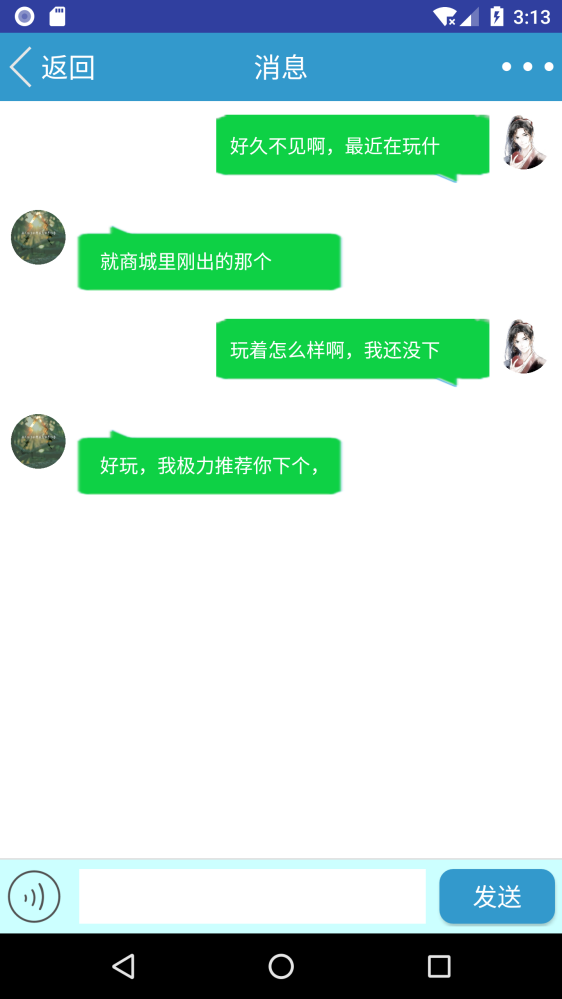 3:13
返回
消息
好久不见啊，最近在玩什
就商城里刚出的那个
玩着怎么样啊，我还没下
好玩，我极力推荐你下个，
发送